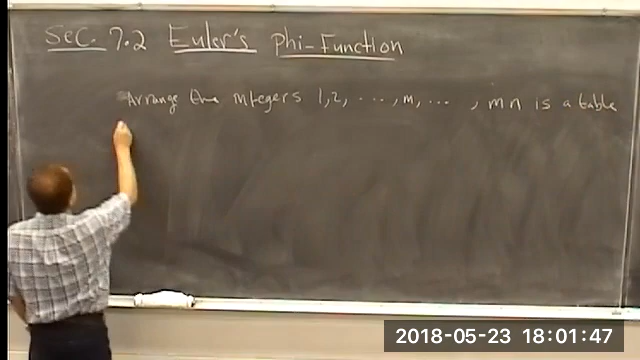 Sec. 7.2 Euler's Phi-Function
Arrange the integers 1, 2, ..., m, ... , mn is a table
2018-05-23 18:01:47